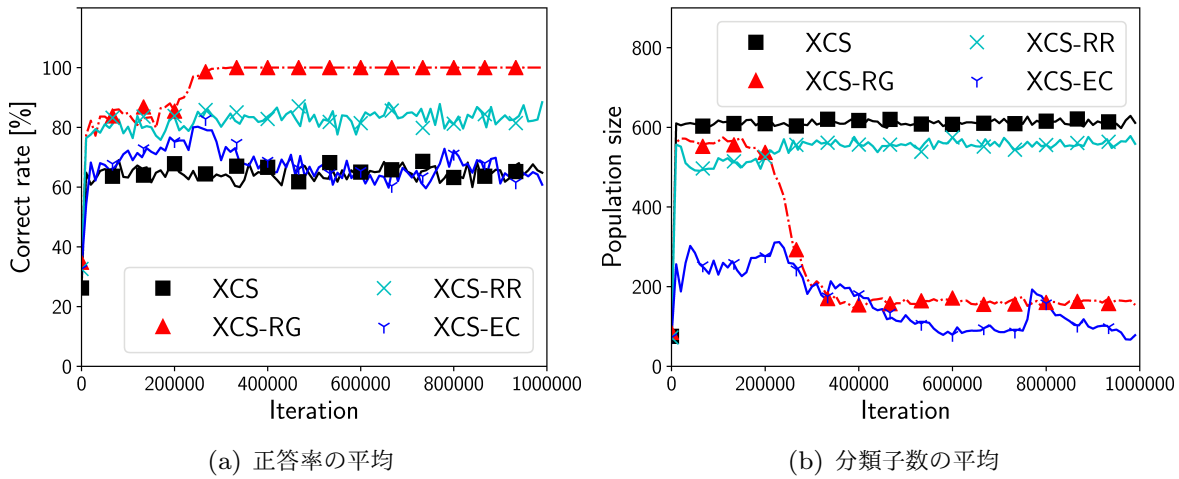 Correct rate [%]
100
80
60
40
20
0
XCS
XCS-RG
XCS-RR
XCS-EC
0 200000 400000 600000 800000 1000000
Iteration
(a) 正答率の平均
Population size
800
600
400
200
0
XCS
XCS-RG
XCS-RR
XCS-EC
0 200000 400000 600000 800000 1000000
Iteration
(b) 分類子数の平均